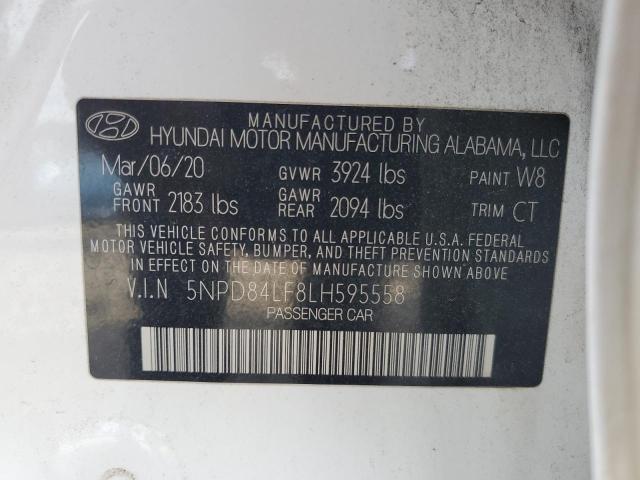 MANUFACTURED BY
HYUNDAI MOTOR MANUFACTURING ALABAMA, LLC
Mar/06/20 GVWR 3924 lbs PAINT W8
GAWR FRONT 2183 lbs GAWR REAR 2094 lbs TRIM CT
THIS VEHICLE CONFORMS TO ALL APPLICABLE U.S.A. FEDERAL
MOTOR VEHICLE SAFETY, BUMPER, AND THEFT PREVENTION
STANDARDS IN EFFECT ON THE DATE OF MANUFACTURE SHOWN ABOVE.
V.I.N 5NPD84LF8LH595558
PASSENGER CAR